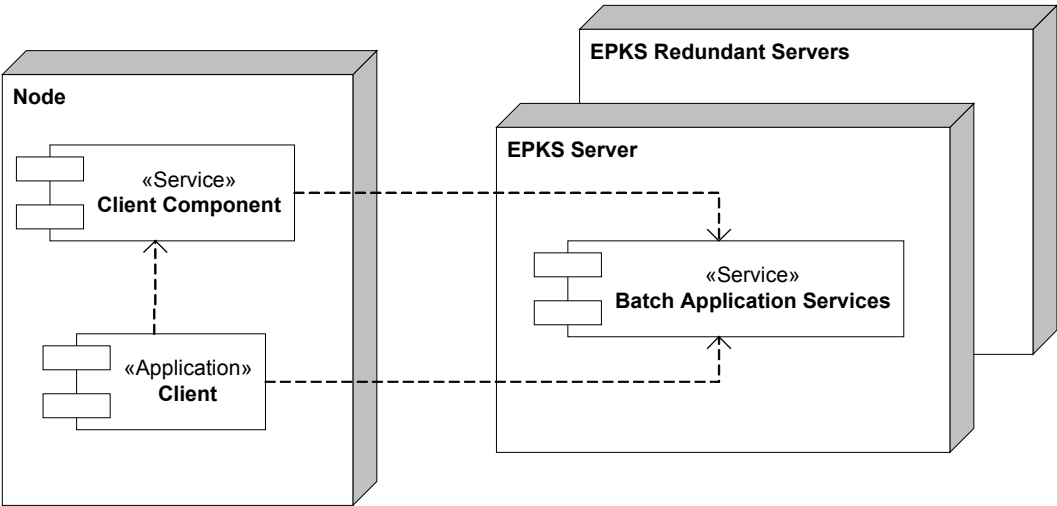 Node
«Service»
Client Component
«Application»
Client
EPKS Redundant Servers
EPKS Server
«Service»
Batch Application Services